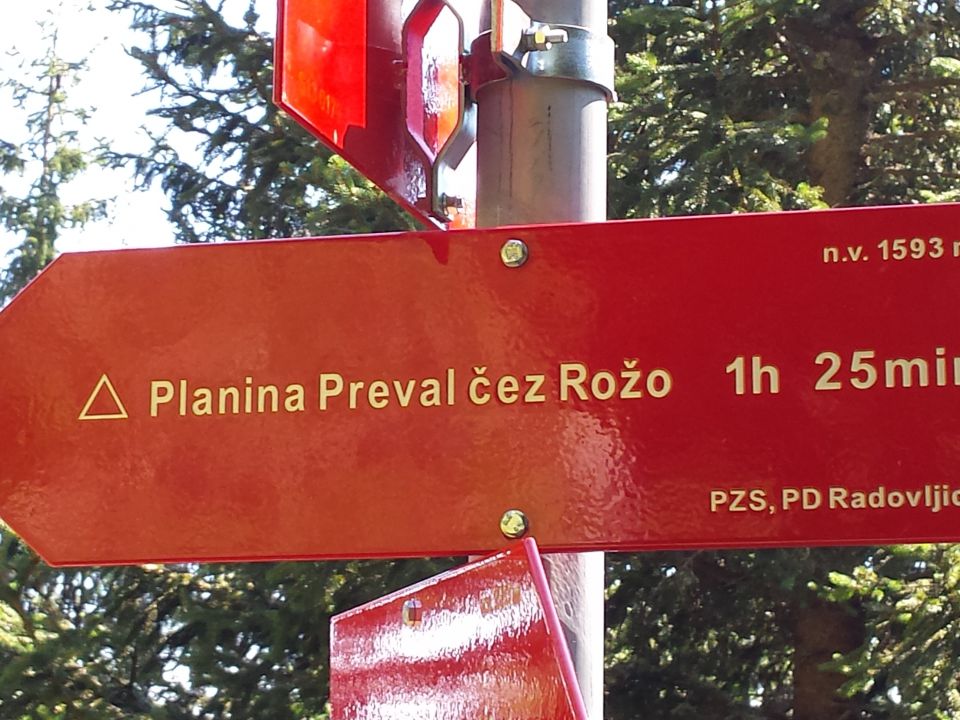 n.v. 1593 m
Planina Preval čez Rožo 1h 25min
PZS, PD Radovljic